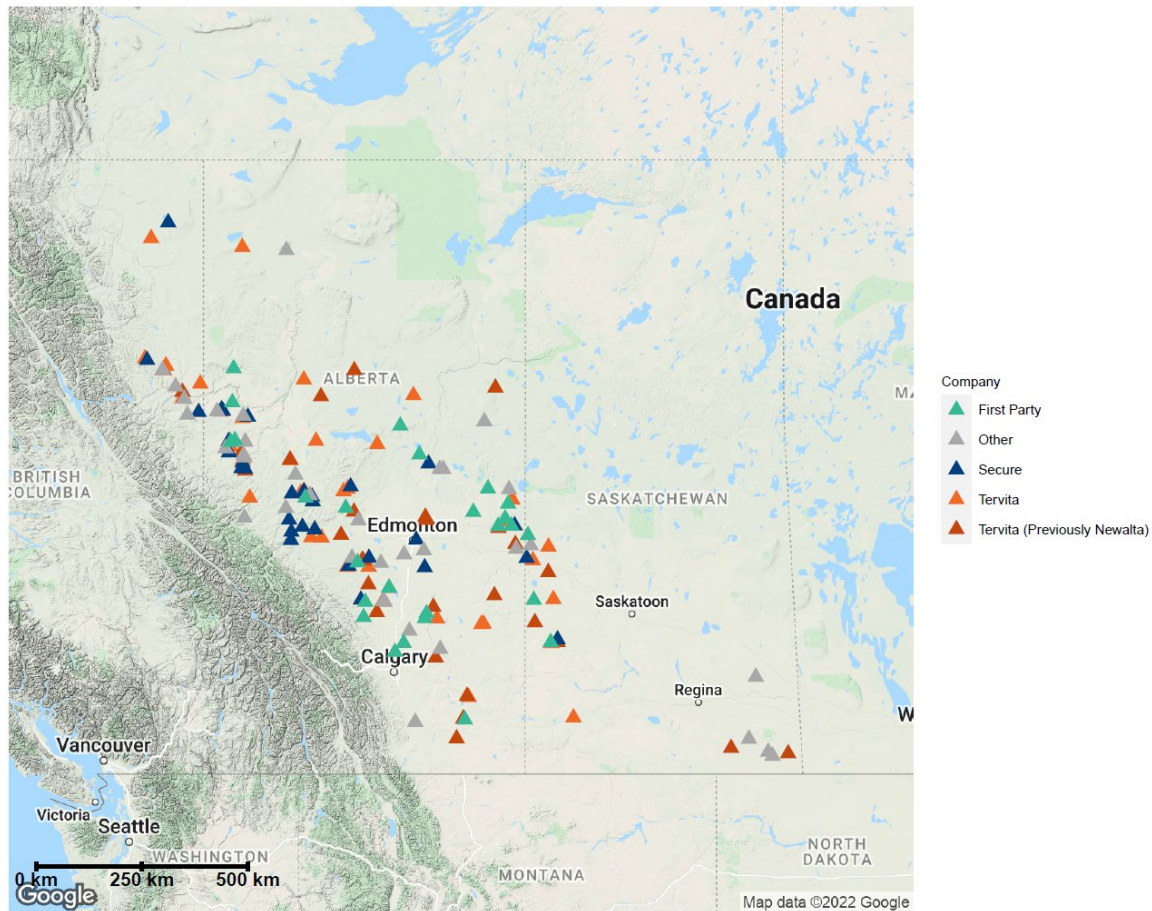 Canada
ALBERTA
MA
BRITISH
COLUMBIA
SASKATCHEWAN
Edmonton
Saskatoon
Calgary
Regina
W
Vancouver
Victoria
Seattle
WASHINGTON
MONTANA
NORTH
DAKOTA
0 km 250 km 500 km
Google
Map data ©2022 Google
Company
First Party
Other
Secure
Tervita
Tervita (Previously Newalta)